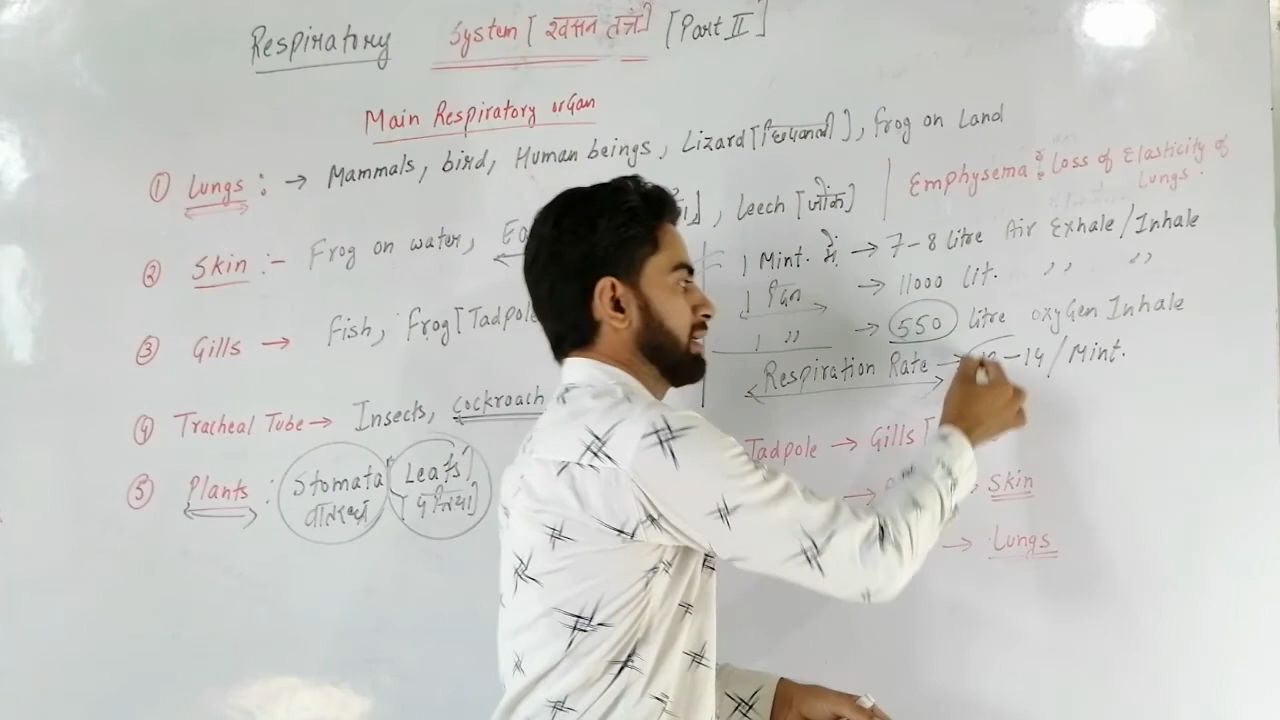 Respiratory System [ श्वसन तंत्र ] [Part II]
Main Respiratory orGan
① Lungs : → Mammals, bird, Human beings, Lizard [छिपकली], frog on Land
② Skin :- Frog on water, Ea
], Leech [जोंक]
③ Gills → fish, frog [Tadpole
④ Tracheal Tube → Insects, cockroach
⑤ Plants : Stomata [Leafs]
[पत्तियां]
Emphysema : Loss of Elasticity of
Lungs.
1 Mint. में → 7-8 litre Air Exhale/Inhale
1 दिन → 11000 lit. ,, ,,
1 ,, → 550 litre oxyGen Inhale
Respiration Rate → -14/Mint.
Tadpole → Gills [
→ Skin
→ Lungs